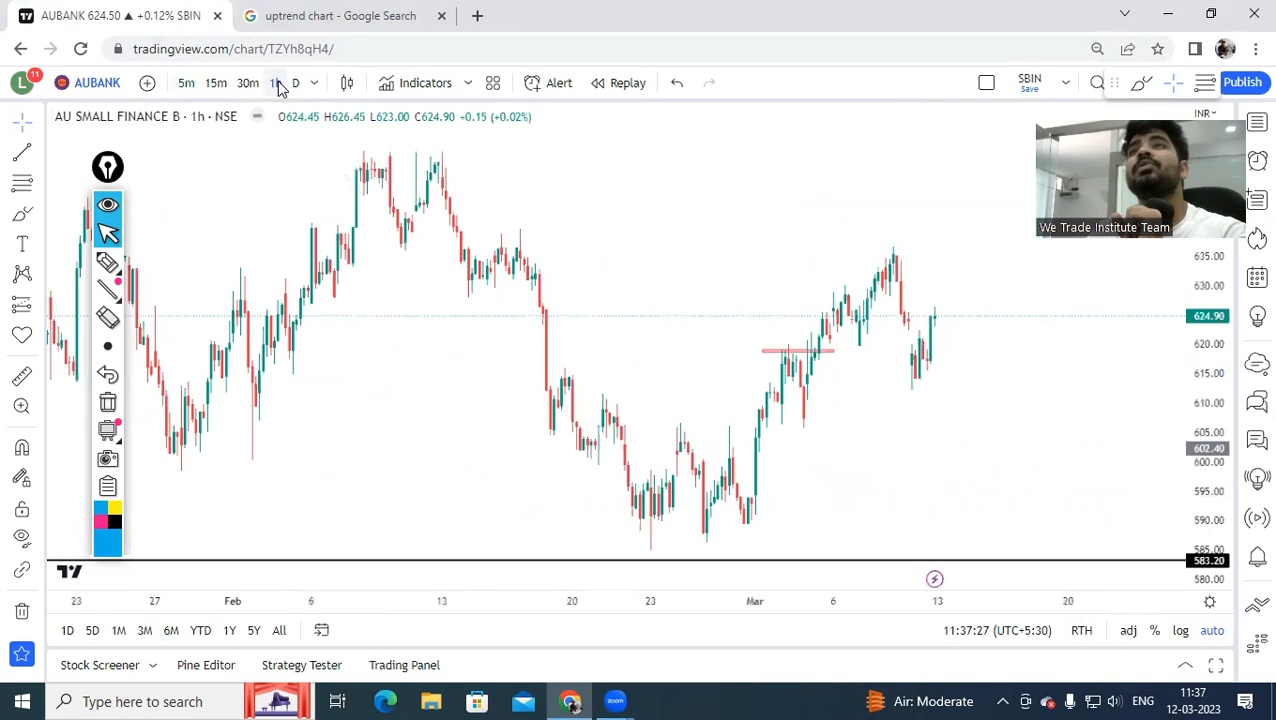 AUBANK 624.50 ▲ +0.12% SBIN
uptrend chart - Google Search
tradingview.com/chart/TZYh8qH4/
L 11
AUBANK
5m 15m 30m 1h D
Indicators
Alert
Replay
SBIN
Save
Publish
AU SMALL FINANCE B · 1h · NSE
O624.45 H626.45 L623.00 C624.90 +0.15 (+0.02%)
INR
We Trade Institute Team
635.00
630.00
624.90
620.00
615.00
610.00
605.00
602.40
600.00
595.00
590.00
585.00
583.20
580.00
23 27 Feb 6 13 20 23 Mar 6 13 20
1D 5D 1M 3M 6M YTD 1Y 5Y All
11:37:27 (UTC+5:30) RTH adj % log auto
Stock Screener Pine Editor Strategy Tester Trading Panel
Type here to search
Air: Moderate
ENG
11:37
12-03-2023